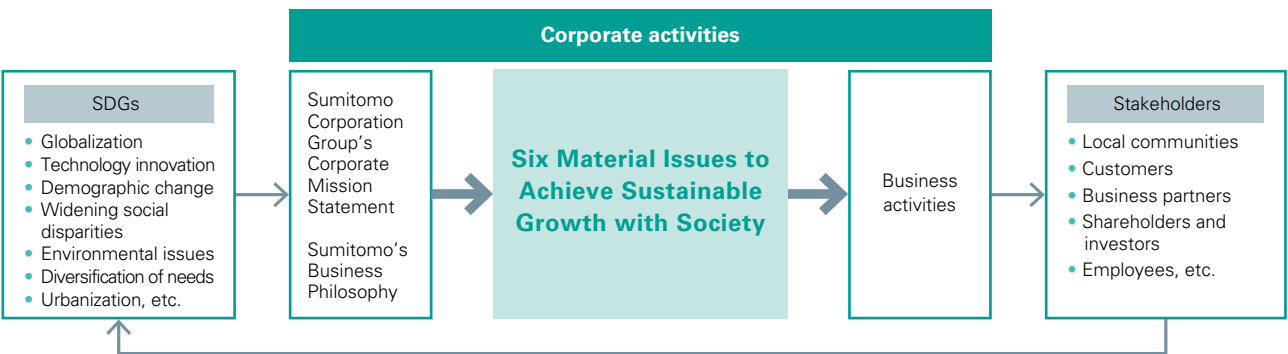 Corporate activities
SDGs
• Globalization
• Technology innovation
• Demographic change
• Widening social
disparities
• Environmental issues
• Diversification of needs
• Urbanization, etc.
Sumitomo
Corporation
Group's
Corporate
Mission
Statement
Sumitomo's
Business
Philosophy
Six Material Issues to
Achieve Sustainable
Growth with Society
Business
activities
Stakeholders
• Local communities
• Customers
• Business partners
• Shareholders and
investors
• Employees, etc.